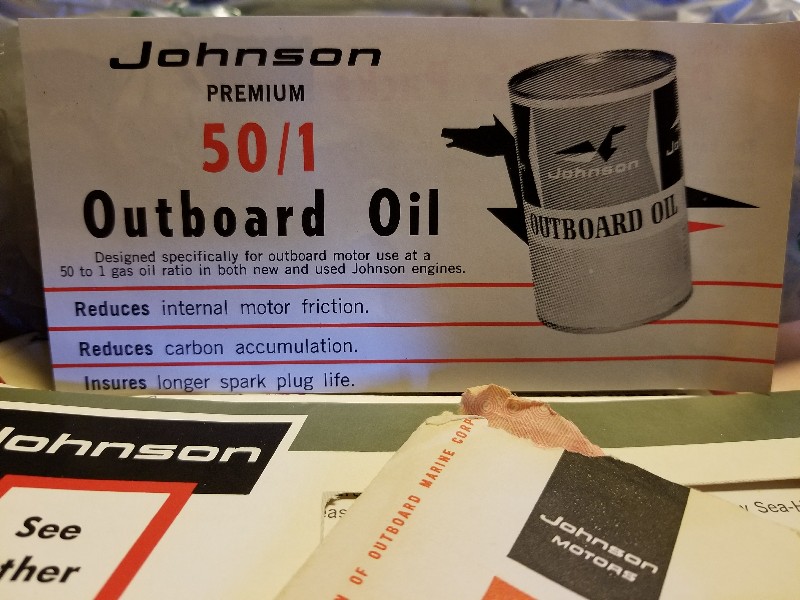 Johnson
PREMIUM
50/1
Outboard Oil
Designed specifically for outboard motor use at a
50 to 1 gas oil ratio in both new and used Johnson engines.
Reduces internal motor friction.
Reduces carbon accumulation.
Insures longer spark plug life.
Johnson
OUTBOARD OIL
Johnson
See
OF OUTBOARD MARINE CORP
Johnson
MOTORS